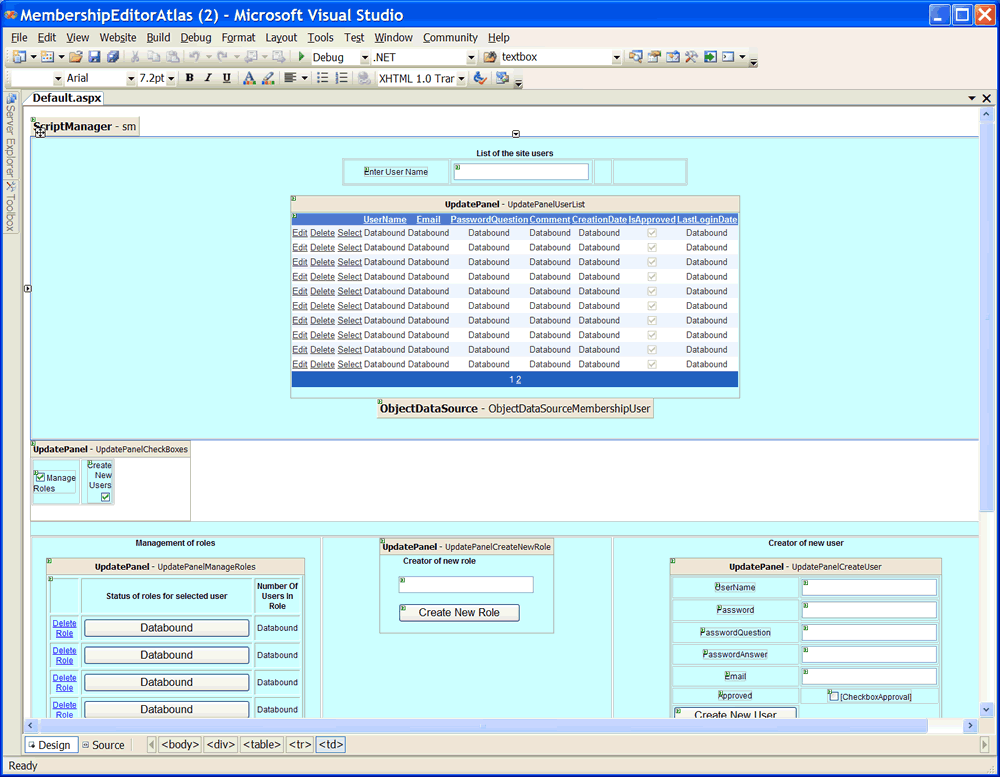 MembershipEditorAtlas (2) - Microsoft Visual Studio
File Edit View Website Build Debug Format Layout Tools Test Window Community Help
Debug .NET textbox
Arial 7.2pt B I U A XHTML 1.0 Trar
Default.aspx
Server Explorer
Toolbox
ScriptManager - sm
List of the site users
Enter User Name
UpdatePanel - UpdatePanelUserList
UserName Email PasswordQuestion Comment CreationDate IsApproved LastLoginDate
Edit Delete Select Databound Databound Databound Databound Databound Databound
Edit Delete Select Databound Databound Databound Databound Databound Databound
Edit Delete Select Databound Databound Databound Databound Databound Databound
Edit Delete Select Databound Databound Databound Databound Databound Databound
Edit Delete Select Databound Databound Databound Databound Databound Databound
Edit Delete Select Databound Databound Databound Databound Databound Databound
Edit Delete Select Databound Databound Databound Databound Databound Databound
Edit Delete Select Databound Databound Databound Databound Databound Databound
Edit Delete Select Databound Databound Databound Databound Databound Databound
Edit Delete Select Databound Databound Databound Databound Databound Databound
1 2
ObjectDataSource - ObjectDataSourceMembershipUser
UpdatePanel - UpdatePanelCheckBoxes
Manage
Roles
Create
New
Users
Management of roles
UpdatePanel - UpdatePanelManageRoles
Status of roles for selected user
Number Of
Users In
Role
Delete
Role
Databound Databound
Delete
Role
Databound Databound
Delete
Role
Databound Databound
Delete
Role
Databound Databound
UpdatePanel - UpdatePanelCreateNewRole
Creator of new role
Create New Role
Creator of new user
UpdatePanel - UpdatePanelCreateUser
UserName
Password
PasswordQuestion
PasswordAnswer
Email
Approved [CheckboxApproval]
Create New User
Design Source <body> <div> <table> <tr> <td>
Ready